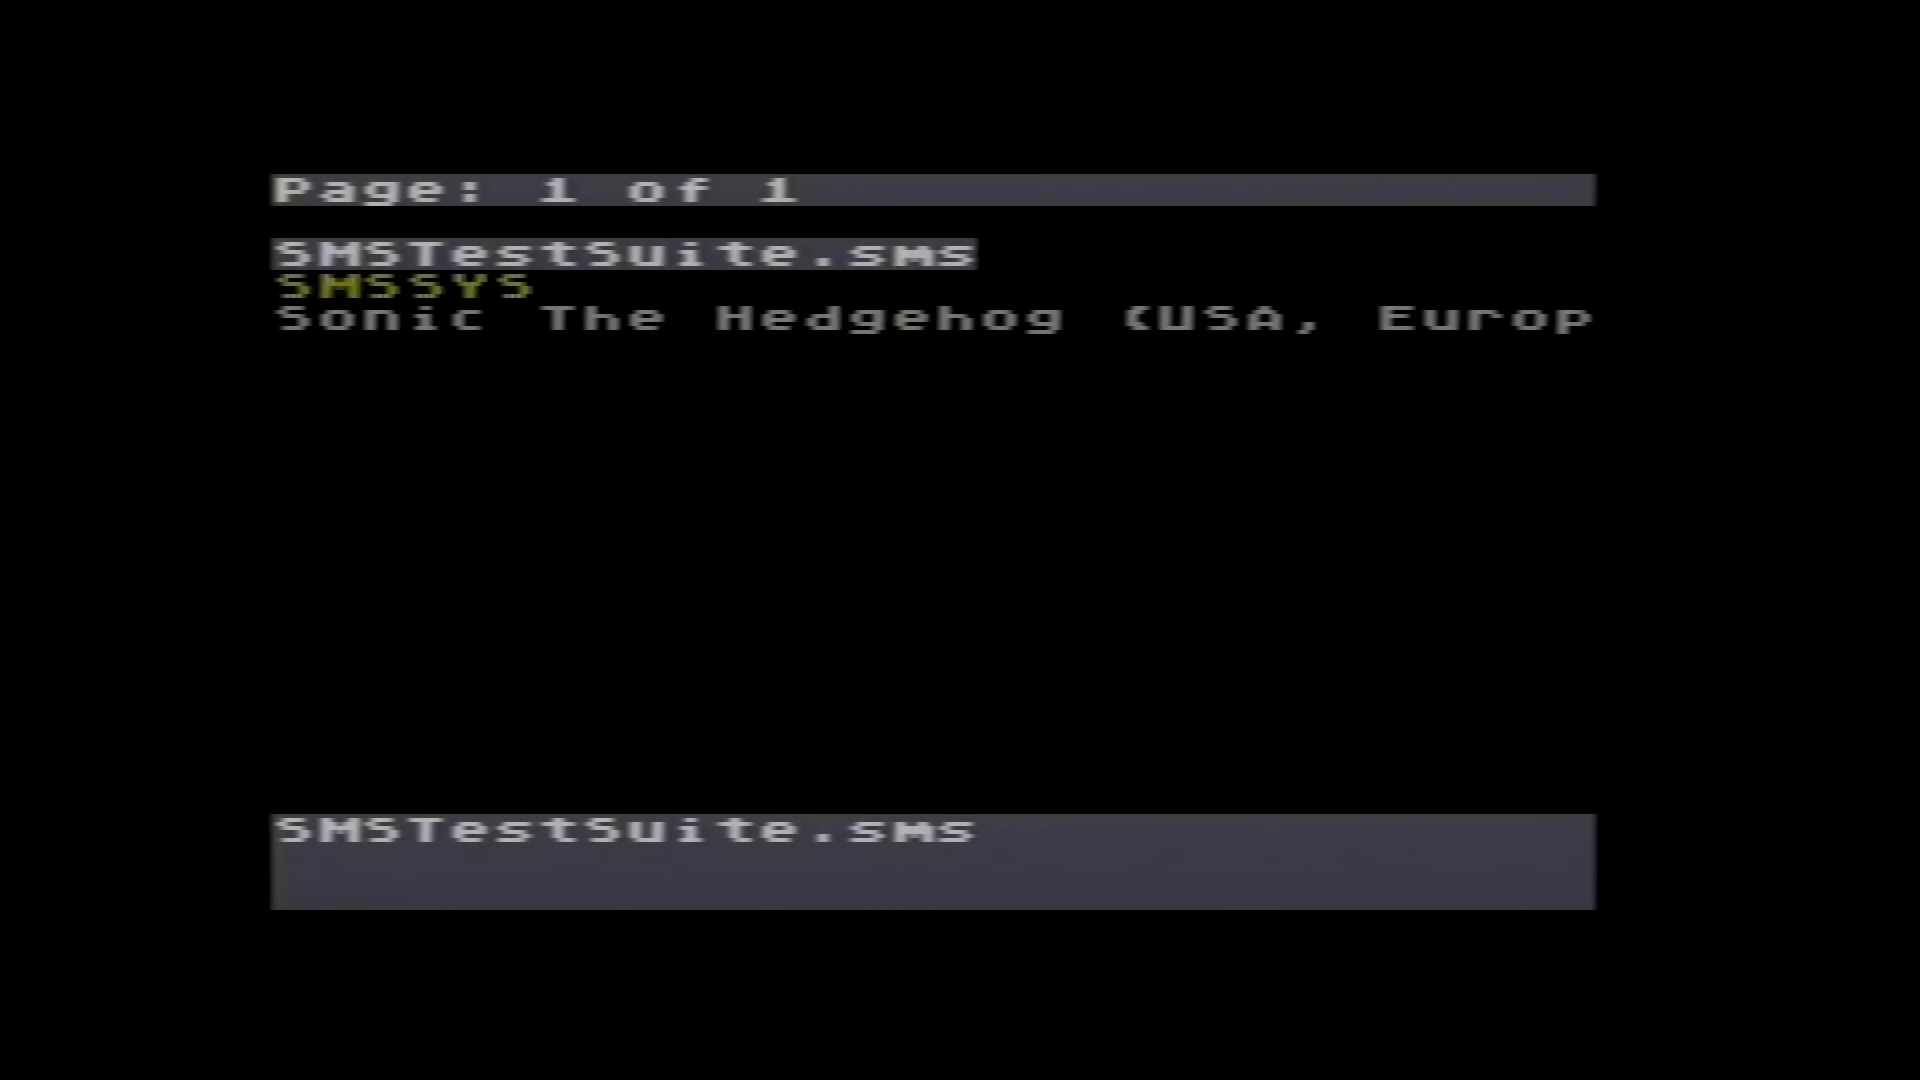 Page: 1 of 1
SMSTestSuite.sms
SMSSYS
Sonic The Hedgehog (USA, Europ
SMSTestSuite.sms